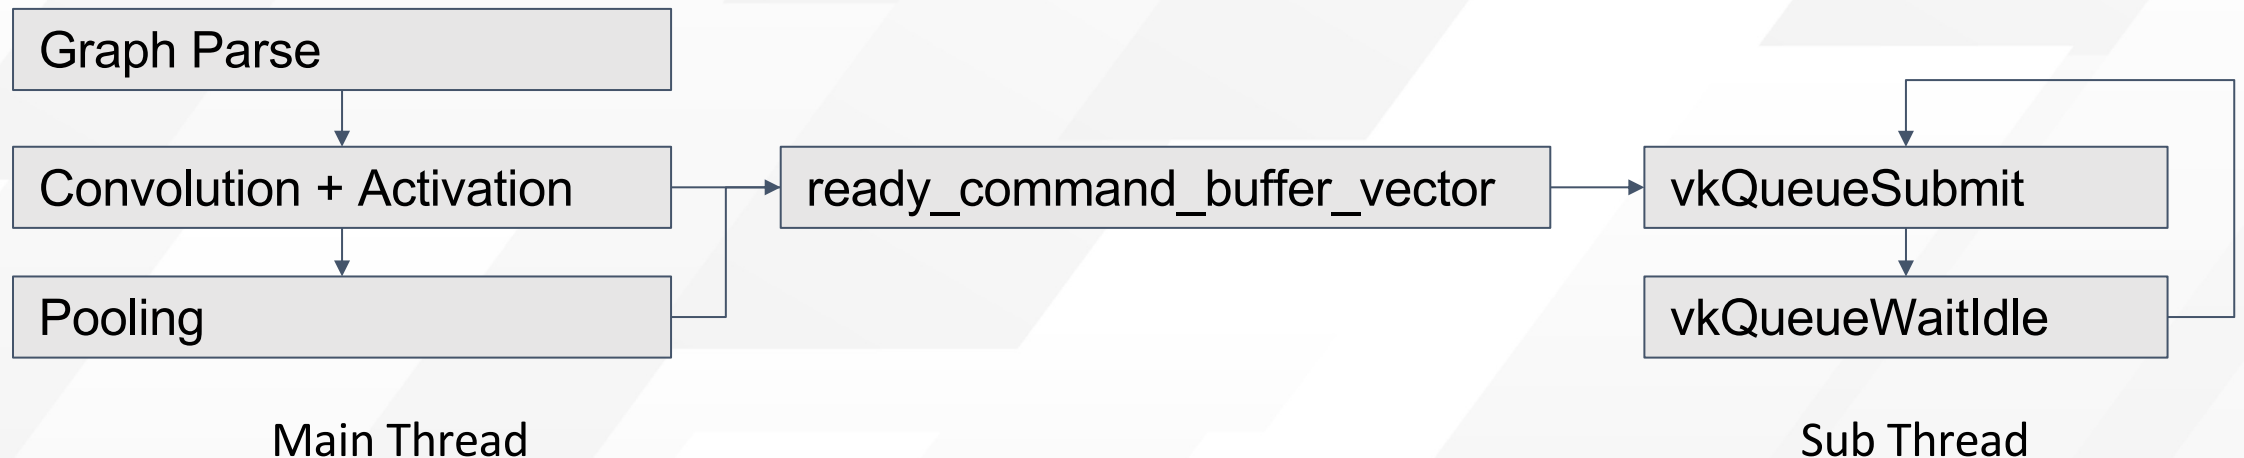 Graph Parse
Convolution + Activation
Pooling
ready_command_buffer_vector
vkQueueSubmit
vkQueueWaitIdle
Main Thread
Sub Thread